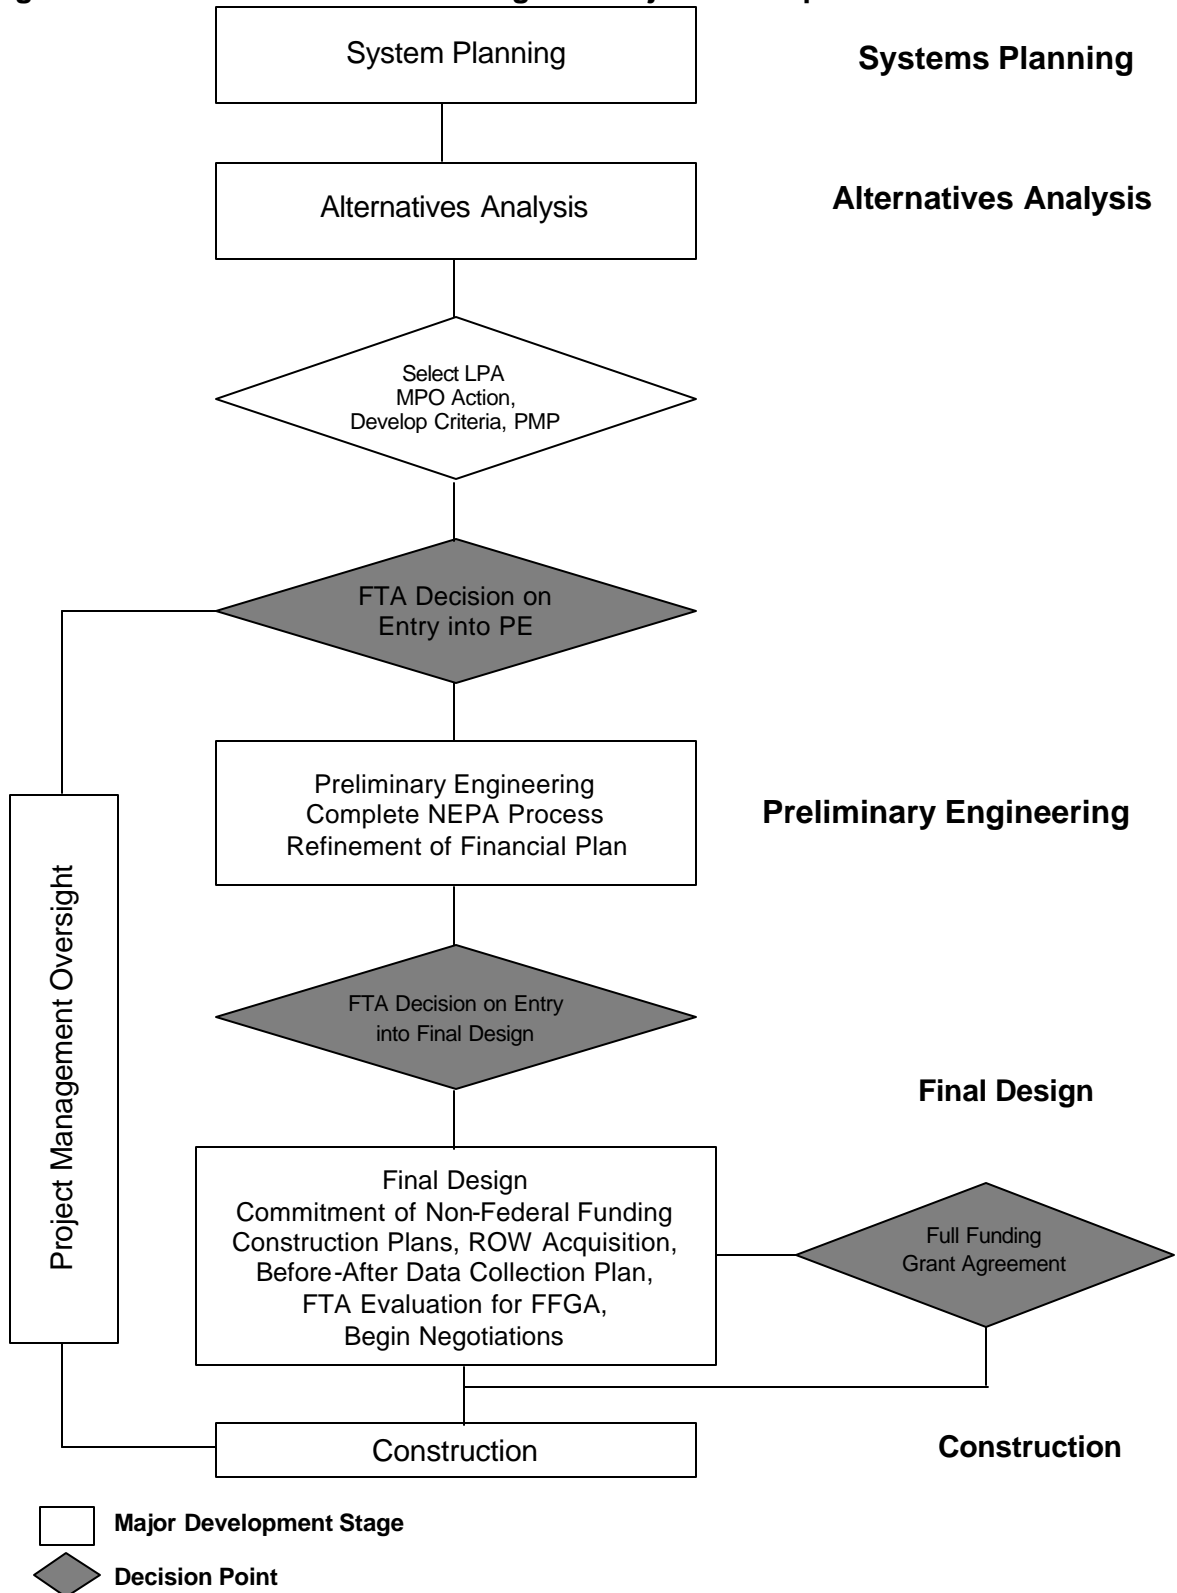 System Planning
Systems Planning
Alternatives Analysis
Alternatives Analysis
Select LPA
MPO Action,
Develop Criteria, PMP
FTA Decision on
Entry into PE
Preliminary Engineering
Complete NEPA Process
Refinement of Financial Plan
Preliminary Engineering
Project Management Oversight
FTA Decision on Entry
into Final Design
Final Design
Final Design
Commitment of Non-Federal Funding
Construction Plans, ROW Acquisition,
Before-After Data Collection Plan,
FTA Evaluation for FFGA,
Begin Negotiations
Full Funding
Grant Agreement
Construction
Construction
Major Development Stage
Decision Point